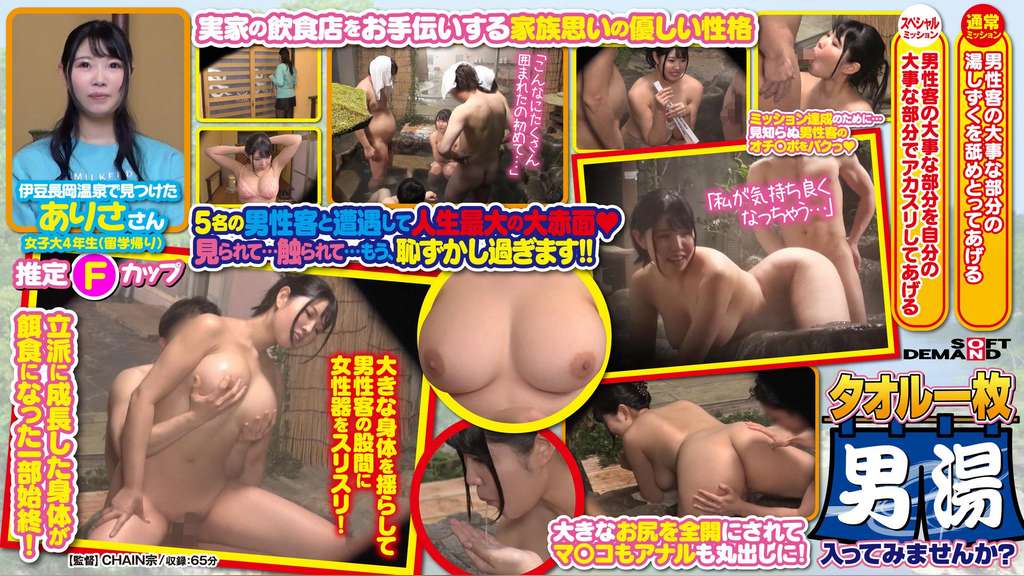 実家の飲食店をお手伝いする家族思いの優しい性格
伊豆長岡温泉で見つけた
ありささん
女子大4年生(留学帰り)
推定Fカップ
「こんなにたくさん
囲まれたの初めて…」
ミッション達成のために…
見知らぬ男性客の
オチ〇ポをパクっ♥
5名の男性客と遭遇して人生最大の大赤面♥
見られて…触られて…もう、恥ずかし過ぎます!!
「私が気持ち良く
なっちゃう…」
通常
ミッション
男性客の大事な部分の
湯しずくを舐めとってあげる
スペシャル
ミッション
男性客の大事な部分を自分の
大事な部分でアカスリしてあげる
SOFT
ON
DEMAND
立派に成長した身体が
餌食になった一部始終!
大きな身体を揺らして
男性客の股間に
女性器をスリスリ!
大きなお尻を全開にされて
マ〇コもアナルも丸出しに!
タオル一枚
男湯
入ってみませんか?
【監督】CHAIN宗/収録:65分